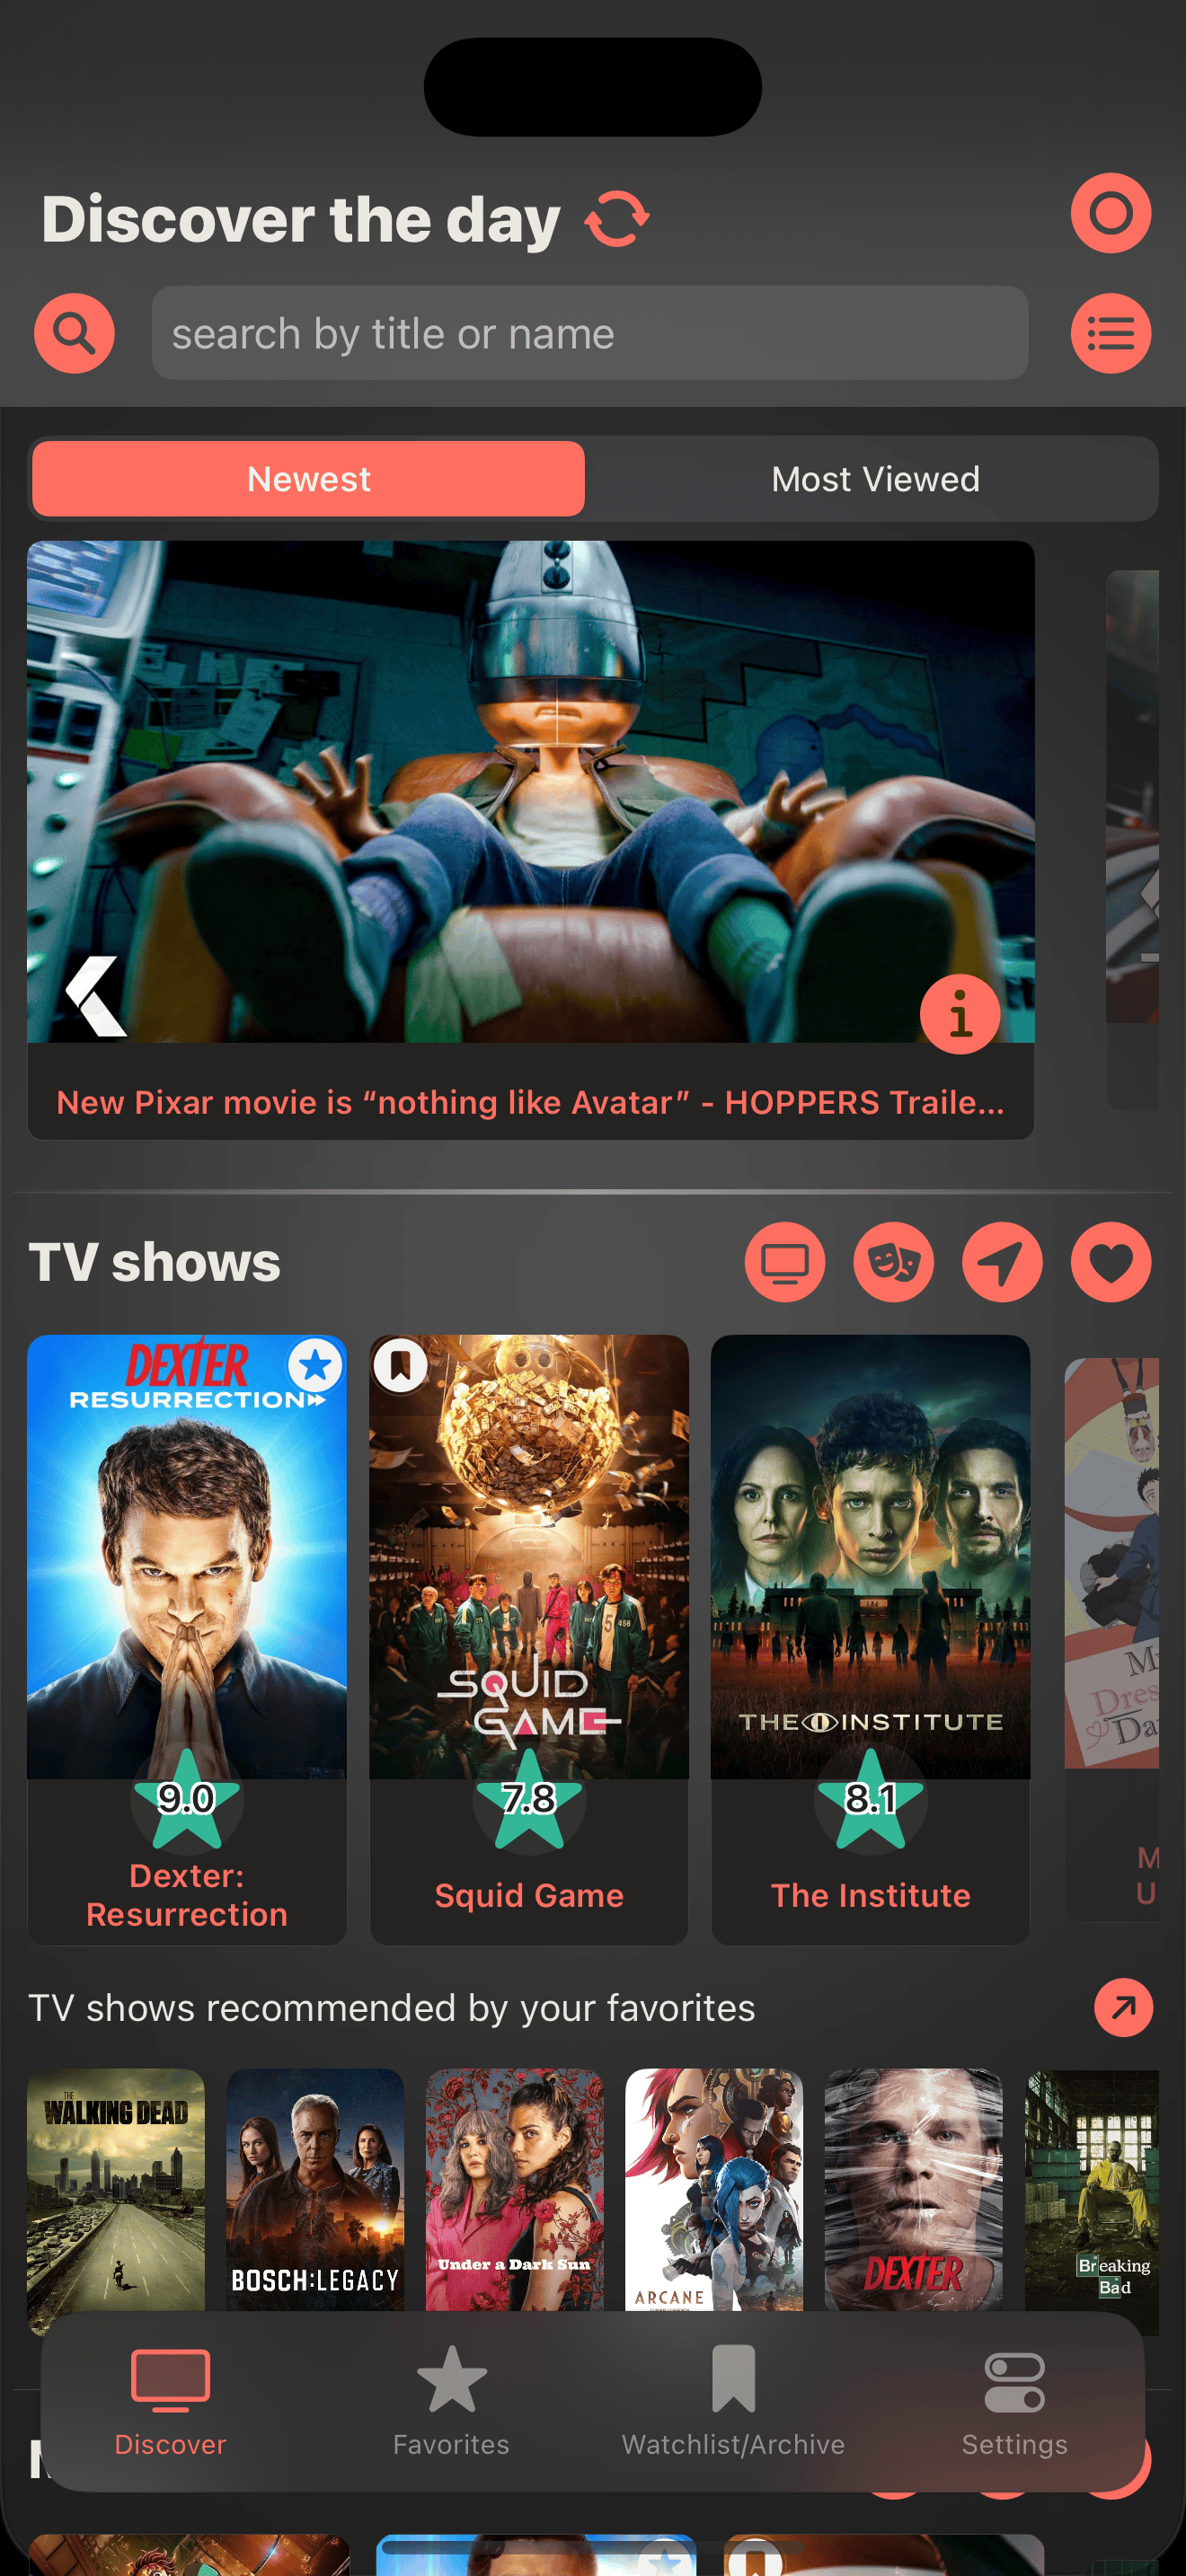 Discover the day
search by title or name
Newest
Most Viewed
New Pixar movie is “nothing like Avatar” - HOPPERS Traile...
TV shows
DEXTER
RESURRECTION
SQUID
GAME
456
THE INSTITUTE
9.0
7.8
8.1
Dexter:
Resurrection
Squid Game
The Institute
TV shows recommended by your favorites
THE
WALKING DEAD
BOSCH:LEGACY
Under a Dark Sun
ARCANE
DEXTER
Breaking
Bad
Discover
Favorites
Watchlist/Archive
Settings